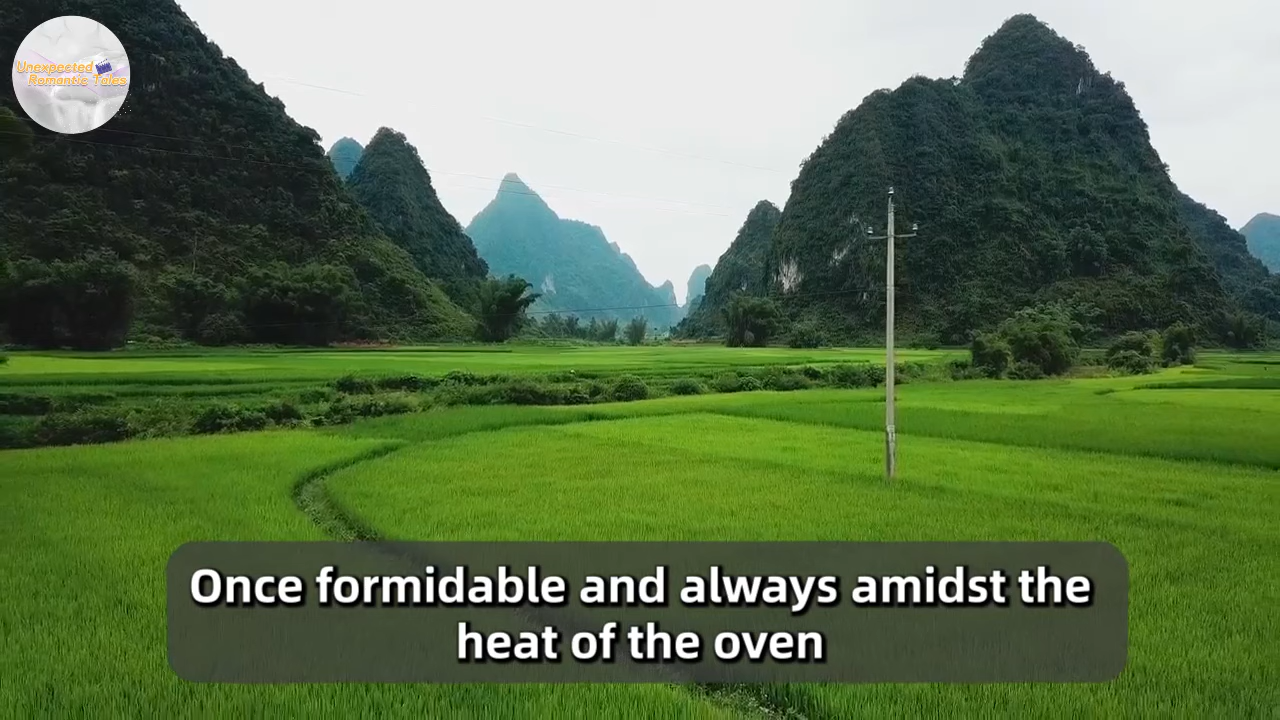 Unexpected
Romantic Tales
Once formidable and always amidst the
heat of the oven